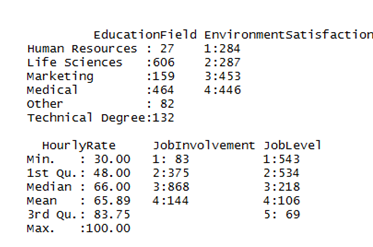 EducationField EnvironmentSatisfaction
Human Resources : 27 1:284
Life Sciences :606 2:287
Marketing :159 3:453
Medical :464 4:446
Other : 82
Technical Degree:132
HourlyRate JobInvolvement JobLevel
Min. : 30.00 1: 83 1:543
1st Qu.: 48.00 2:375 2:534
Median : 66.00 3:868 3:218
Mean : 65.89 4:144 4:106
3rd Qu.: 83.75 5: 69
Max. :100.00